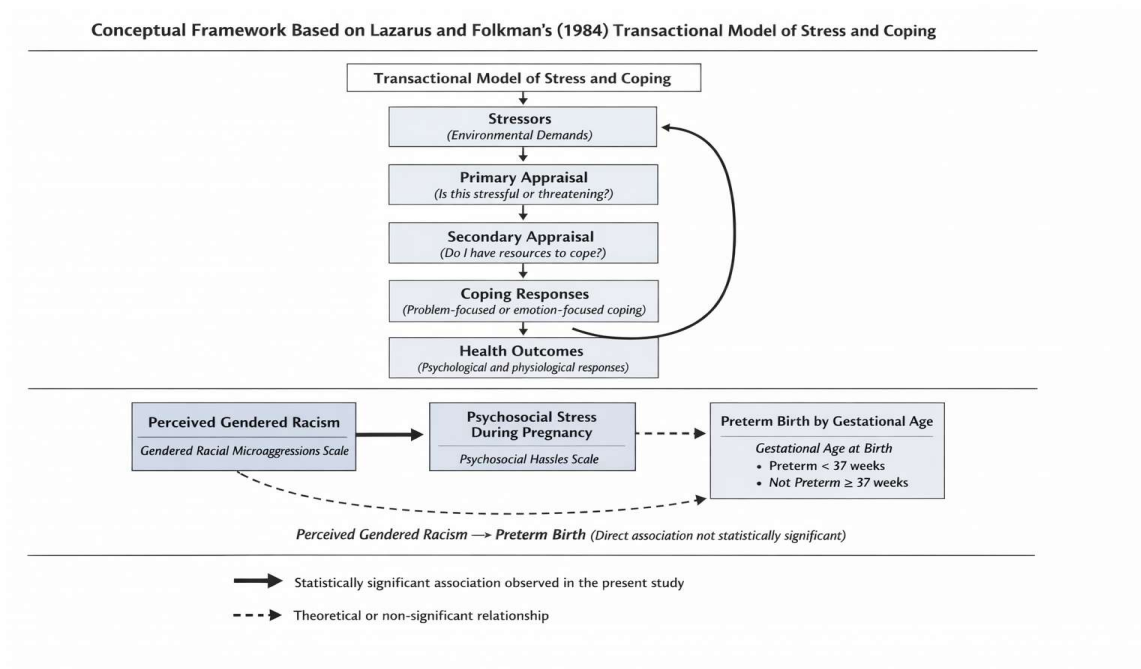 Conceptual Framework Based on Lazarus and Folkman's (1984) Transactional Model of Stress and Coping
Transactional Model of Stress and Coping
Stressors
(Environmental Demands)
Primary Appraisal
(Is this stressful or threatening?)
Secondary Appraisal
(Do I have resources to cope?)
Coping Responses
(Problem-focused or emotion-focused coping)
Health Outcomes
(Psychological and physiological responses)
Perceived Gendered Racism
Gendered Racial Microaggressions Scale
Psychosocial Stress
During Pregnancy
Psychosocial Hassles Scale
Preterm Birth by Gestational Age
Gestational Age at Birth
• Preterm < 37 weeks
• Not Preterm ≥ 37 weeks
Perceived Gendered Racism → Preterm Birth (Direct association not statistically significant)
Statistically significant association observed in the present study
Theoretical or non-significant relationship